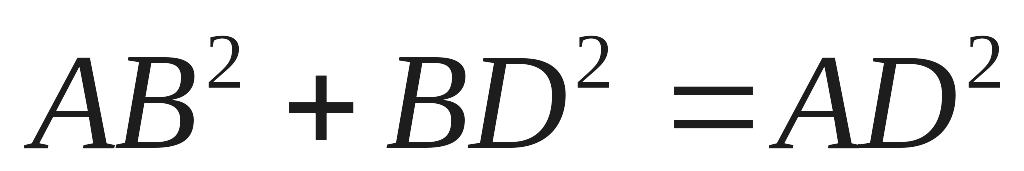 AB² + BD² = AD²